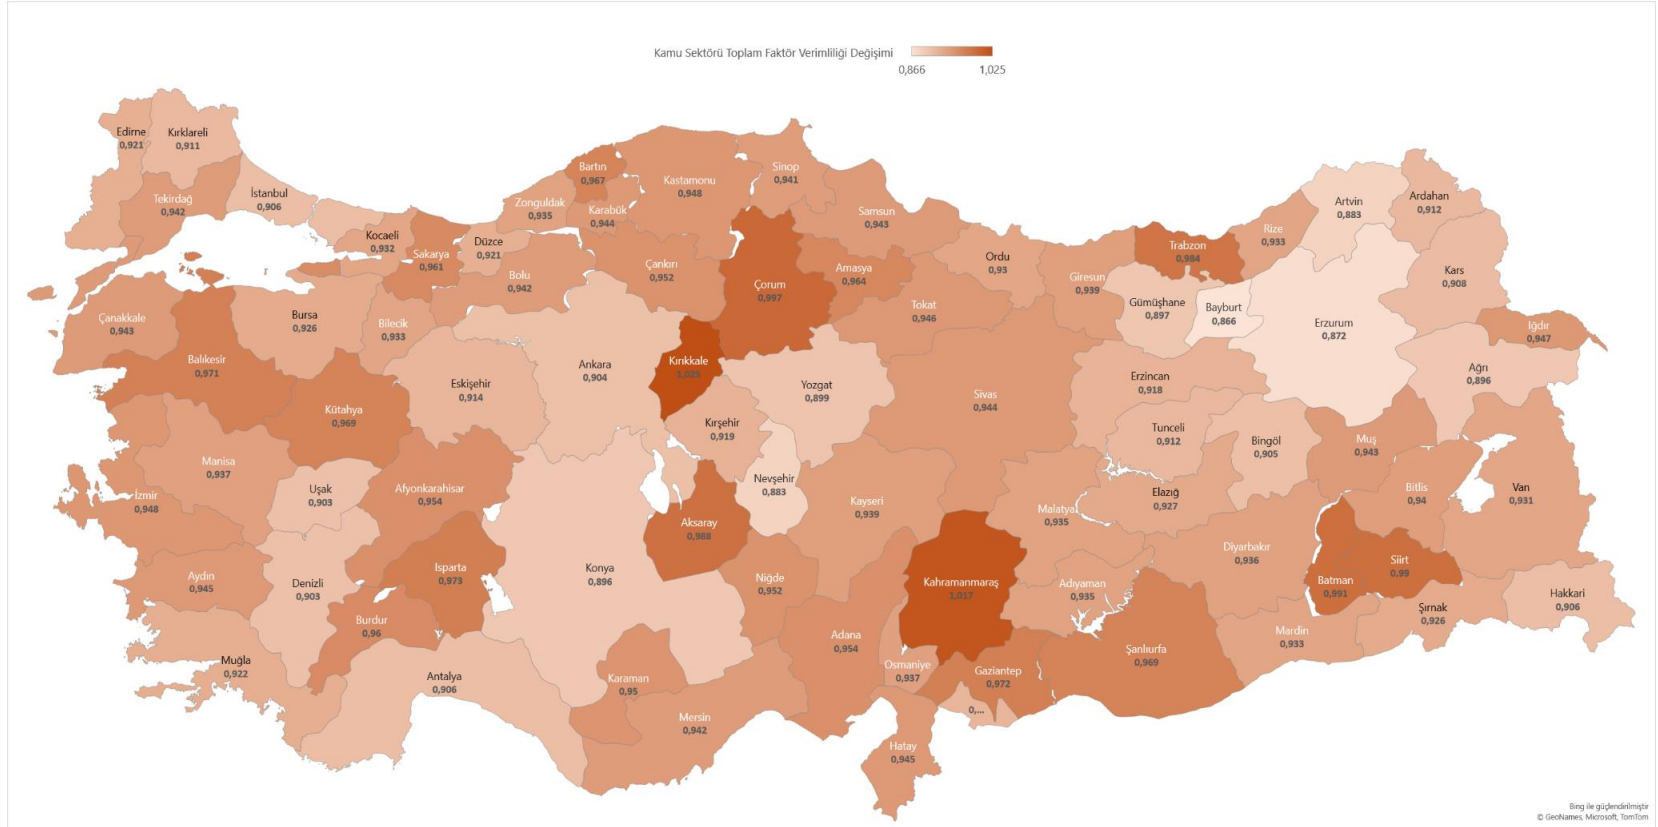 Kamu Sektörü Toplam Faktör Verimliliği Değişimi
0,866 1,025
Edirne
0,921
Kırklareli
0,911
Tekirdağ
0,942
İstanbul
0,906
Kocaeli
0,932
Sakarya
0,961
Düzce
0,921
Bolu
0,942
Zonguldak
0,935
Bartın
0,967
Karabük
0,944
Kastamonu
0,948
Sinop
0,941
Çankırı
0,952
Çorum
0,997
Samsun
0,943
Amasya
0,964
Tokat
0,946
Ordu
0,93
Giresun
0,939
Trabzon
0,984
Gümüşhane
0,897
Bayburt
0,866
Rize
0,933
Artvin
0,883
Ardahan
0,912
Kars
0,908
Erzurum
0,872
Iğdır
0,947
Ağrı
0,896
Çanakkale
0,943
Balıkesir
0,971
Bursa
0,926
Bilecik
0,933
Kütahya
0,969
Eskişehir
0,914
Ankara
0,904
Kırıkkale
1,025
Kırşehir
0,919
Yozgat
0,899
Sivas
0,944
Erzincan
0,918
Tunceli
0,912
Bingöl
0,905
Muş
0,943
Bitlis
0,94
Van
0,931
Manisa
0,937
İzmir
0,948
Uşak
0,903
Afyonkarahisar
0,954
Nevşehir
0,883
Aksaray
0,988
Kayseri
0,939
Malatya
0,935
Elazığ
0,927
Diyarbakır
0,936
Batman
0,991
Siirt
0,99
Şırnak
0,926
Hakkari
0,906
Aydın
0,945
Denizli
0,903
Isparta
0,973
Burdur
0,96
Konya
0,896
Niğde
0,952
Kahramanmaraş
1,017
Adıyaman
0,935
Şanlıurfa
0,969
Mardin
0,933
Muğla
0,922
Antalya
0,906
Karaman
0,95
Mersin
0,942
Adana
0,954
Osmaniye
0,937
Gaziantep
0,972
0,...
Hatay
0,945
Bing ile güçlendirilmiştir
© GeoNames, Microsoft, TomTom